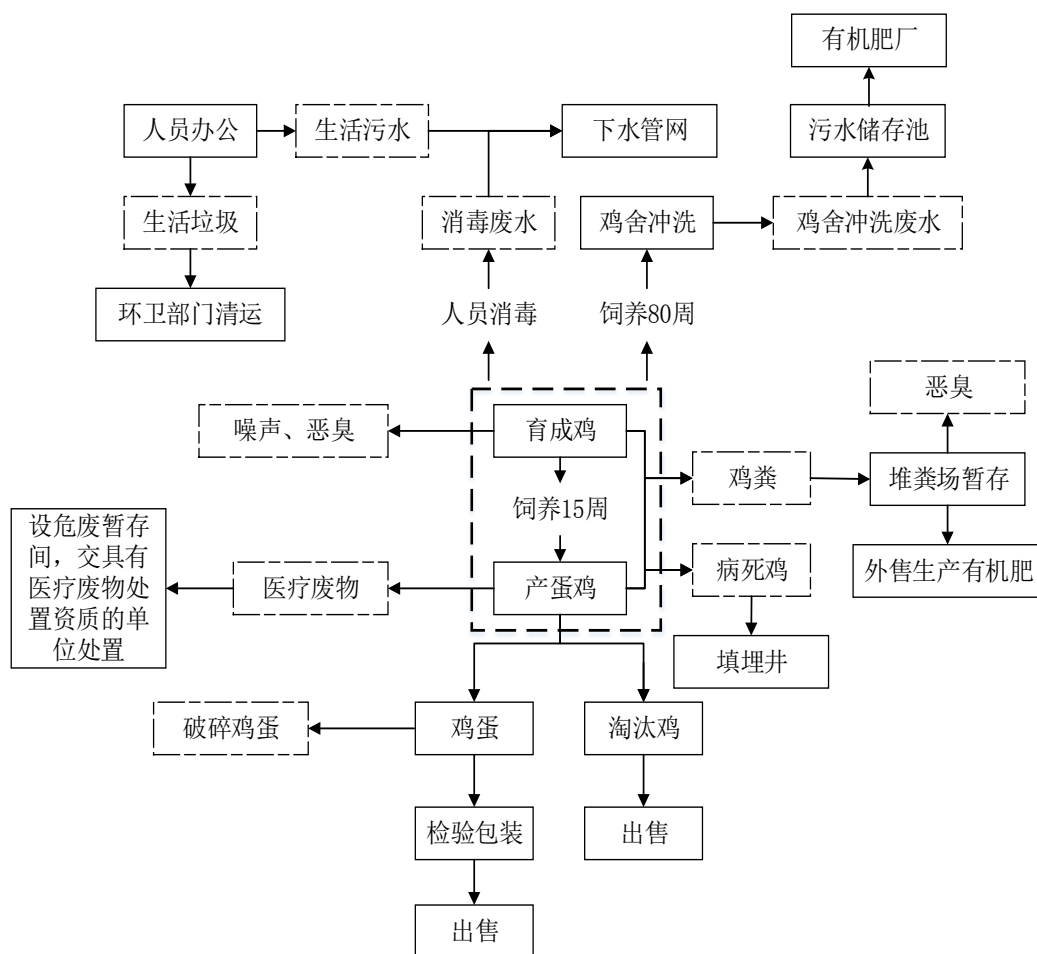 有机肥厂
人员办公
生活污水
下水管网
污水储存池
生活垃圾
消毒废水
鸡舍冲洗
鸡舍冲洗废水
环卫部门清运
人员消毒
饲养80周
恶臭
噪声、恶臭
育成鸡
鸡粪
堆粪场暂存
饲养15周
设危废暂存
间，交具有
医疗废物处
置资质的单
位处置
医疗废物
产蛋鸡
病死鸡
外售生产有机肥
填埋井
破碎鸡蛋
鸡蛋
淘汰鸡
检验包装
出售
出售